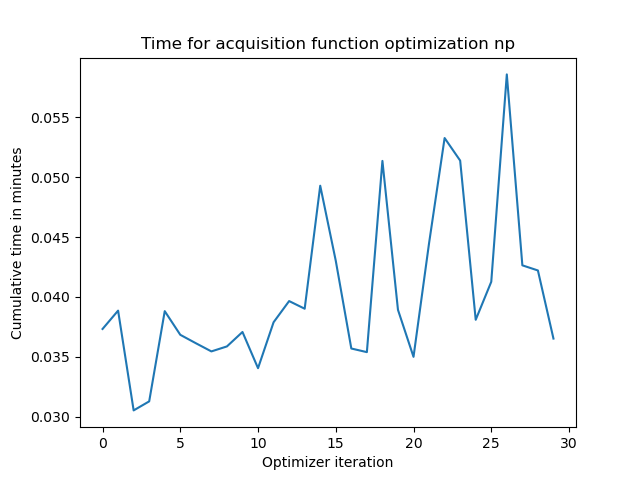 Time for acquisition function optimization np
Cumulative time in minutes
0.055
0.050
0.045
0.040
0.035
0.030
0 5 10 15 20 25 30
Optimizer iteration